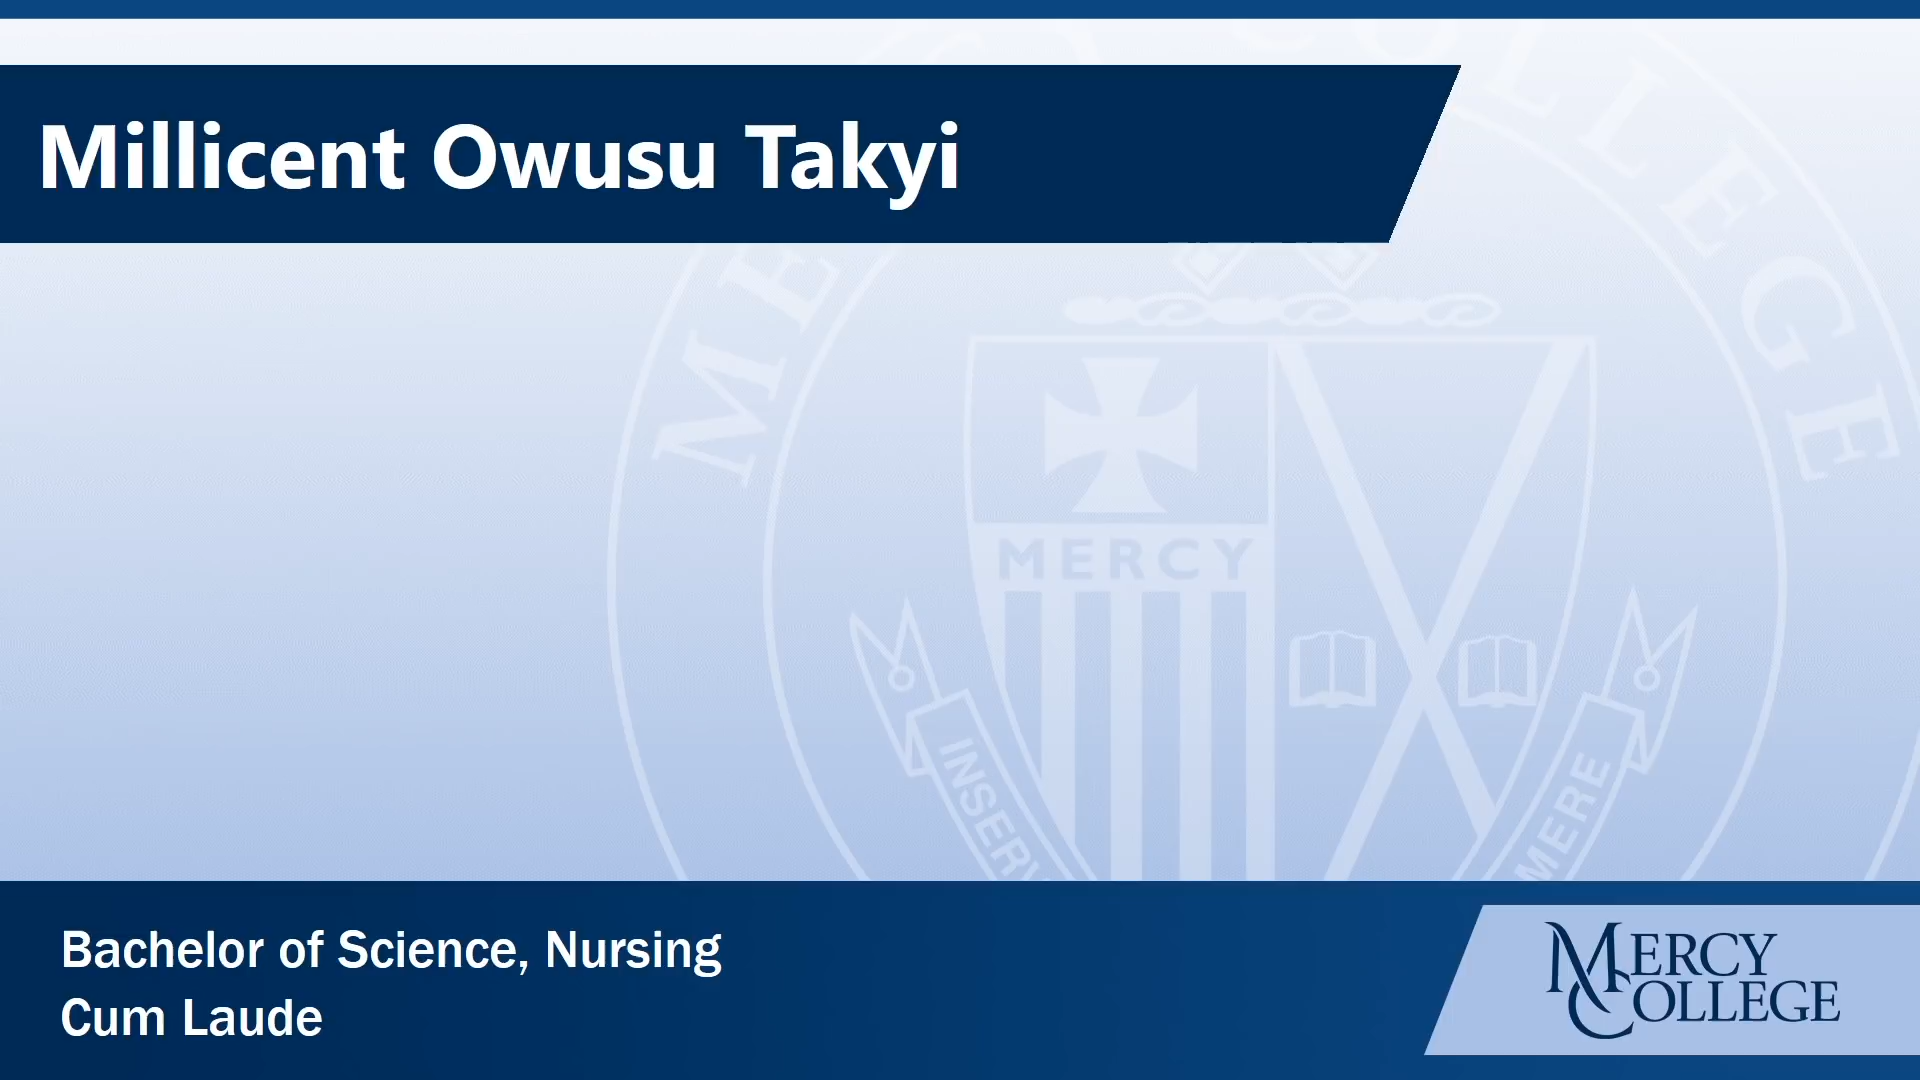 Millicent Owusu Takyi
MERCY
COLLEGE
MERCY
Bachelor of Science, Nursing
Cum Laude
MERCY
COLLEGE